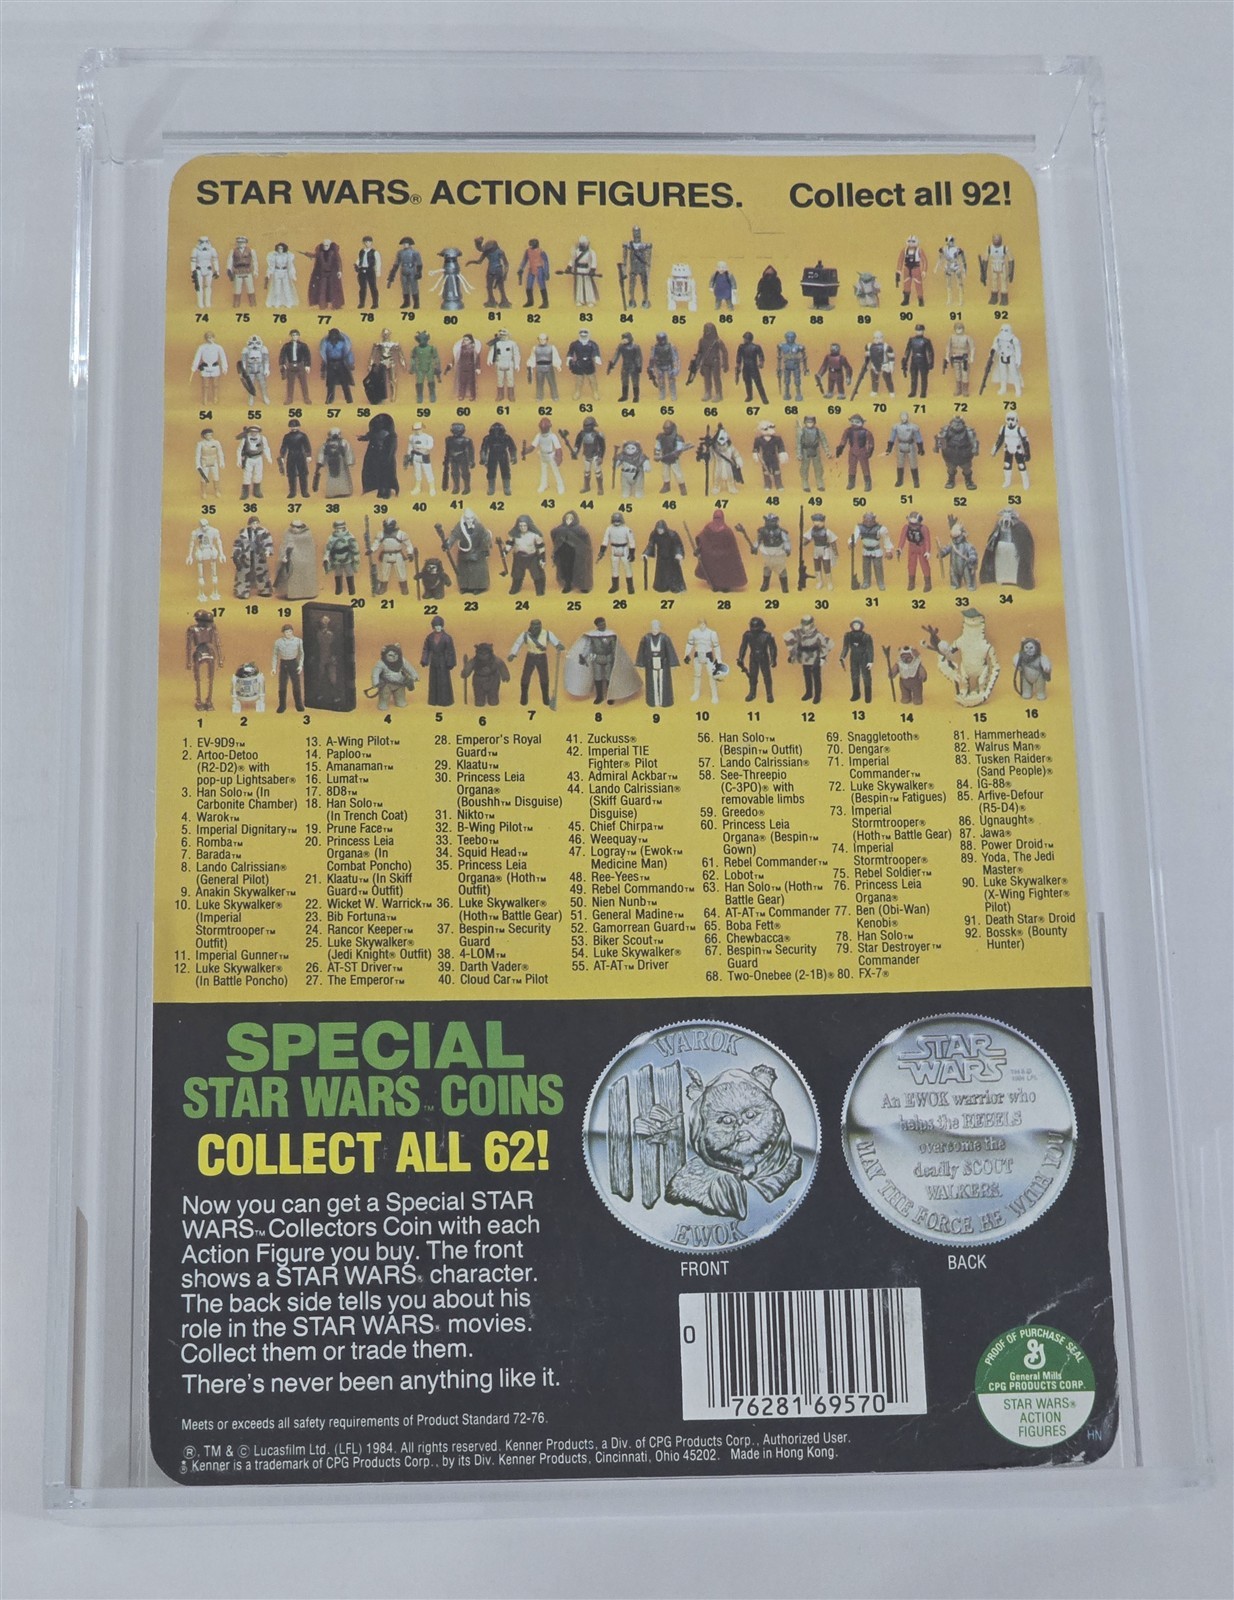 STAR WARS® ACTION FIGURES. Collect all 92!
74 75 76 77 78 79 80 81 82 83 84 85 86 87 88 89 90 91 92
54 55 56 57 58 59 60 61 62 63 64 65 66 67 68 69 70 71 72 73
35 36 37 38 39 40 41 42 43 44 45 46 47 48 49 50 51 52 53
17 18 19 20 21 22 23 24 25 26 27 28 29 30 31 32 33 34
1 2 3 4 5 6 7 8 9 10 11 12 13 14 15 16
1. EV-9D9™
2. Artoo-Detoo
(R2-D2)® with
pop-up Lightsaber®
3. Han Solo™ (In
Carbonite Chamber)
4. Warok™
5. Imperial Dignitary™
6. Romba™
7. Barada™
8. Lando Calrissian®
(General Pilot)
9. Anakin Skywalker™
10. Luke Skywalker®
(Imperial
Stormtrooper™
Outfit)
11. Imperial Gunner™
12. Luke Skywalker®
(In Battle Poncho)
13. A-Wing Pilot™
14. Paploo™
15. Amanaman™
16. Lumat™
17. 8D8™
18. Han Solo™
(In Trench Coat)
19. Prune Face™
20. Princess Leia
Organa® (In
Combat Poncho)
21. Klaatu™ (In Skiff
Guard™ Outfit)
22. Wicket W. Warrick™
23. Bib Fortuna™
24. Rancor Keeper™
25. Luke Skywalker®
(Jedi Knight® Outfit)
26. AT-ST Driver™
27. The Emperor™
28. Emperor's Royal
Guard™
29. Klaatu™
30. Princess Leia
Organa®
(Boushh™ Disguise)
31. Nikto™
32. B-Wing Pilot™
33. Teebo™
34. Squid Head™
35. Princess Leia
Organa® (Hoth™
Outfit)
36. Luke Skywalker®
(Hoth™ Battle Gear)
37. Bespin™ Security
Guard
38. 4-LOM™
39. Darth Vader®
40. Cloud Car™ Pilot
41. Zuckuss®
42. Imperial TIE
Fighter® Pilot
43. Admiral Ackbar™
44. Lando Calrissian®
(Skiff Guard™
Disguise)
45. Chief Chirpa™
46. Weequay™
47. Logray™ (Ewok™
Medicine Man)
48. Ree-Yees™
49. Rebel Commando™
50. Nien Nunb™
51. General Madine™
52. Gamorrean Guard™
53. Biker Scout™
54. Luke Skywalker®
55. AT-AT™ Driver
56. Han Solo™
(Bespin™ Outfit)
57. Lando Calrissian®
58. See-Threepio
(C-3PO)® with
removable limbs
59. Greedo®
60. Princess Leia
Organa® (Bespin™
Gown)
61. Rebel Commander™
62. Lobot™
63. Han Solo™ (Hoth™
Battle Gear)
64. AT-AT™ Commander
65. Boba Fett®
66. Chewbacca®
67. Bespin™ Security
Guard
68. Two-Onebee (2-1B)®
69. Snaggletooth®
70. Dengar®
71. Imperial
Commander™
72. Luke Skywalker®
(Bespin™ Fatigues)
73. Imperial
Stormtrooper®
(Hoth™ Battle Gear)
74. Imperial
Stormtrooper®
75. Rebel Soldier™
76. Princess Leia
Organa®
77. Ben (Obi-Wan)
Kenobi®
78. Han Solo™
79. Star Destroyer™
Commander
80. FX-7®
81. Hammerhead®
82. Walrus Man®
83. Tusken Raider®
(Sand People)®
84. IG-88®
85. Arfive-Defour
(R5-D4)®
86. Ugnaught®
87. Jawa®
88. Power Droid™
89. Yoda, The Jedi
Master®
90. Luke Skywalker®
(X-Wing Fighter®
Pilot)
91. Death Star® Droid
92. Bossk® (Bounty
Hunter)
SPECIAL
STAR WARS™ COINS
COLLECT ALL 62!
Now you can get a Special STAR
WARS™ Collectors Coin with each
Action Figure you buy. The front
shows a STAR WARS® character.
The back side tells you about his
role in the STAR WARS® movies.
Collect them or trade them.
There's never been anything like it.
WAROK
EWOK
FRONT
STAR
WARS
An EWOK warrior who
helps the REBELS
overcome the
deadly SCOUT
WALKERS.
MAY THE FORCE BE WITH YOU
BACK
0 76281 69570
PROOF OF PURCHASE SEAL
General Mills
CPG PRODUCTS CORP.
STAR WARS®
ACTION
FIGURES
HN
Meets or exceeds all safety requirements of Product Standard 72-76.
®, TM & © Lucasfilm Ltd. (LFL) 1984. All rights reserved. Kenner Products, a Div. of CPG Products Corp., Authorized User.
Kenner is a trademark of CPG Products Corp., by its Div. Kenner Products, Cincinnati, Ohio 45202. Made in Hong Kong.